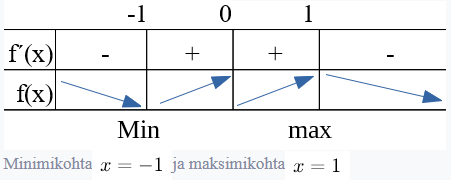 -1 0 1
f´(x) - + + -
f(x)
Min max
Minimikohta x = −1 ja maksimikohta x = 1